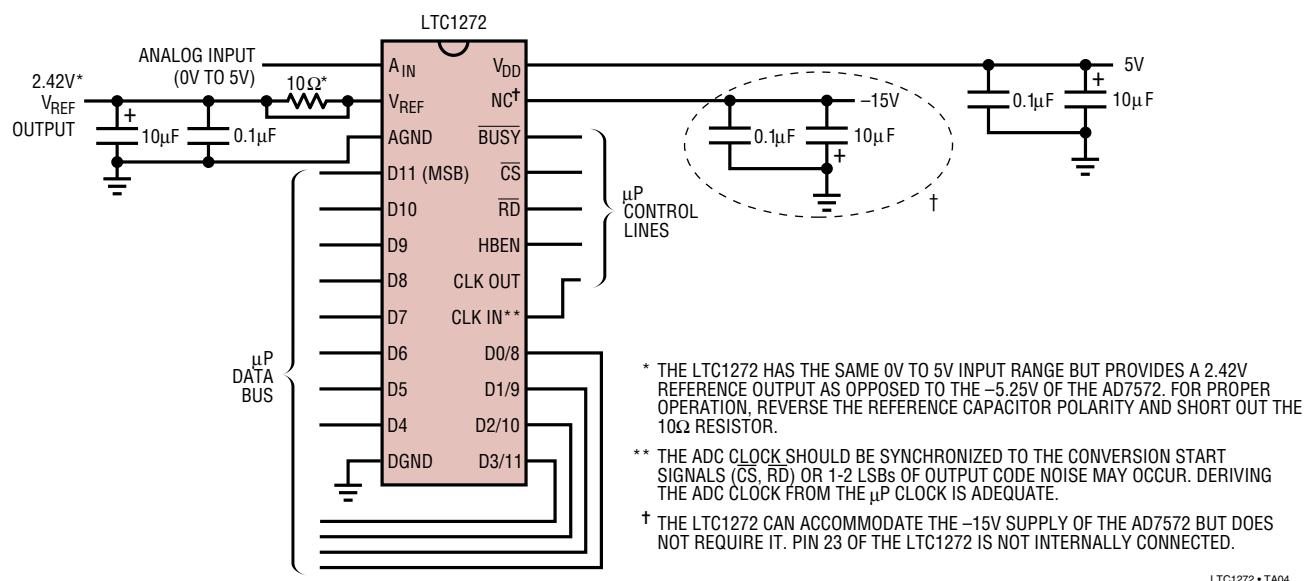 LTC1272
ANALOG INPUT
(0V TO 5V)
2.42V*
VREF
OUTPUT
10Ω*
+
10µF
0.1µF
AIN
VREF
AGND
D11 (MSB)
D10
D9
D8
D7
D6
D5
D4
DGND
VDD
NC†
BUSY
CS
RD
HBEN
CLK OUT
CLK IN**
D0/8
D1/9
D2/10
D3/11
µP
DATA
BUS
µP
CONTROL
LINES
–15V
0.1µF
10µF
+
†
5V
0.1µF
+
10µF
* THE LTC1272 HAS THE SAME 0V TO 5V INPUT RANGE BUT PROVIDES A 2.42V
REFERENCE OUTPUT AS OPPOSED TO THE –5.25V OF THE AD7572. FOR PROPER
OPERATION, REVERSE THE REFERENCE CAPACITOR POLARITY AND SHORT OUT THE
10Ω RESISTOR.
** THE ADC CLOCK SHOULD BE SYNCHRONIZED TO THE CONVERSION START
SIGNALS (CS, RD) OR 1-2 LSBs OF OUTPUT CODE NOISE MAY OCCUR. DERIVING
THE ADC CLOCK FROM THE µP CLOCK IS ADEQUATE.
† THE LTC1272 CAN ACCOMMODATE THE –15V SUPPLY OF THE AD7572 BUT DOES
NOT REQUIRE IT. PIN 23 OF THE LTC1272 IS NOT INTERNALLY CONNECTED.
LTC1272 • TA04